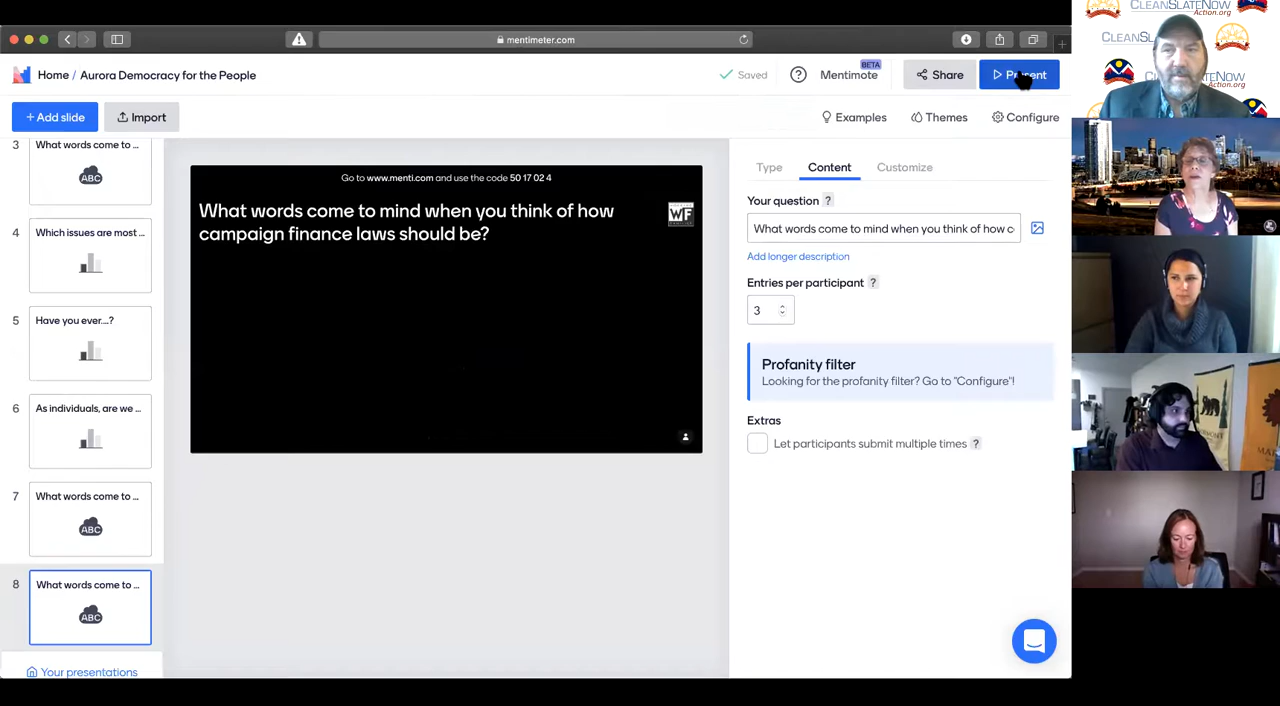 mentimeter.com
Home / Aurora Democracy for the People
Saved
?
Mentimote
BETA
Share
Present
+ Add slide
Import
Examples
Themes
Configure
3
What words come to ...
ABC
4
Which issues are most ...
5
Have you ever...?
6
As individuals, are we ...
7
What words come to ...
ABC
8
What words come to ...
ABC
Your presentations
Go to www.menti.com and use the code 50 17 02 4
What words come to mind when you think of how
campaign finance laws should be?
WF
Type
Content
Customize
Your question ?
What words come to mind when you think of how c
Add longer description
Entries per participant ?
3
Profanity filter
Looking for the profanity filter? Go to "Configure"!
Extras
Let participants submit multiple times ?
CLEANSLATENOW
Action.org
CLEANSLATENOW
Action.org